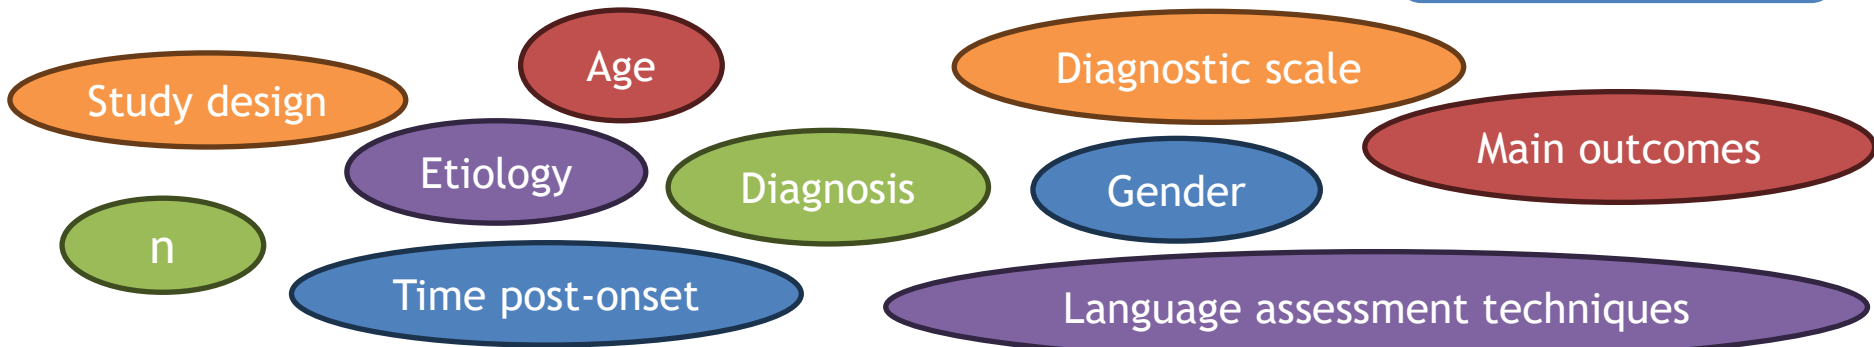 Study design
Age
Diagnostic scale
Main outcomes
Etiology
Diagnosis
Gender
n
Time post-onset
Language assessment techniques